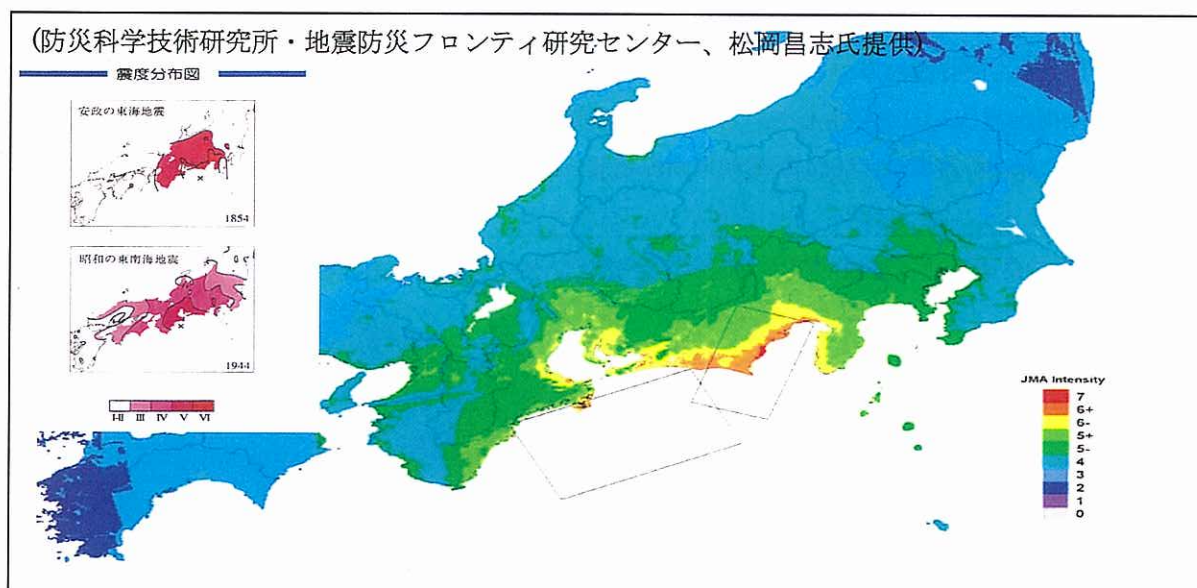 (防災科学技術研究所・地震防災フロンティ研究センター、松岡昌志氏提供)
震度分布図
安政の東海地震
1854
昭和の東南海地震
1944
I-II III IV V VI
JMA Intensity
7
6+
6-
5+
5-
4
3
2
1
0